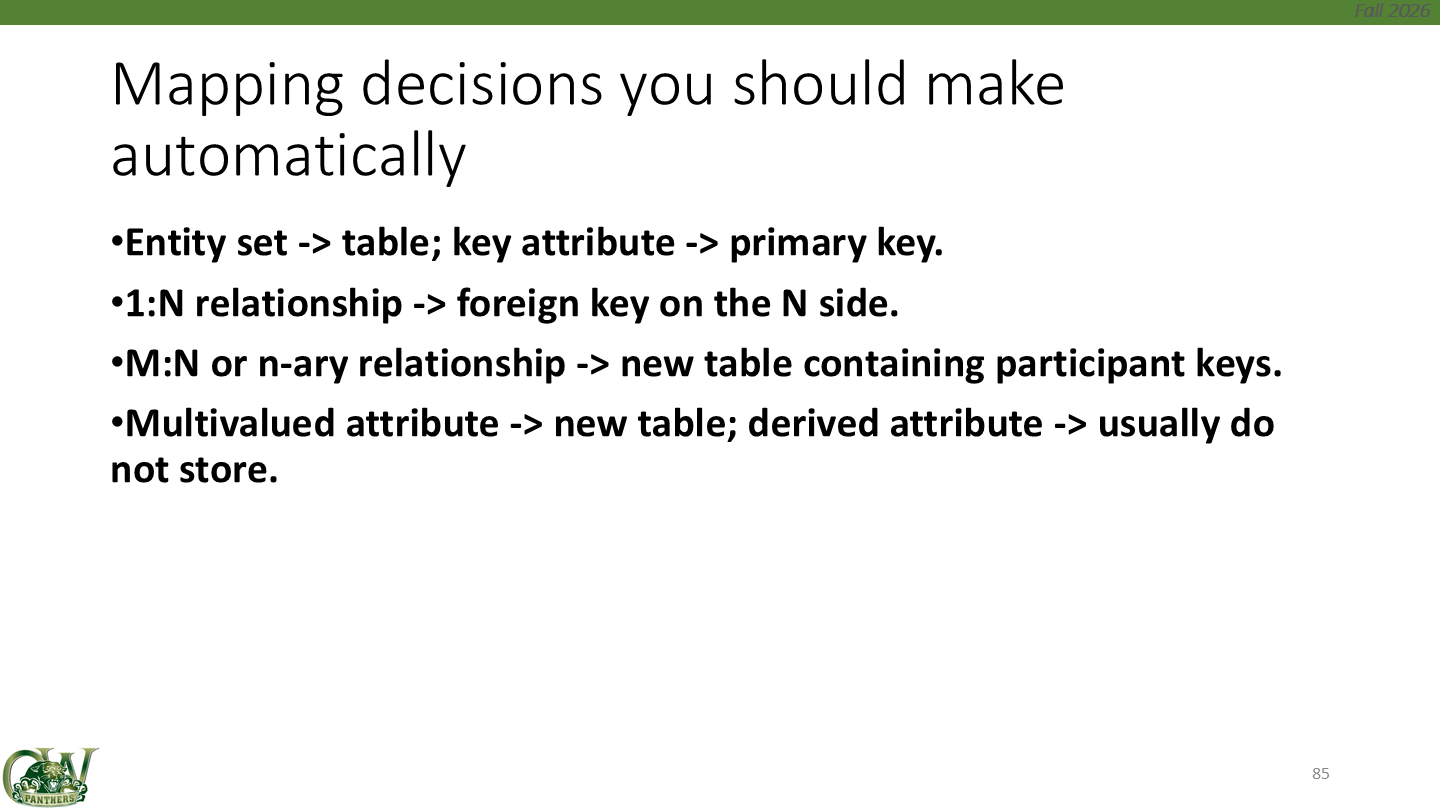 Fall 2026
Mapping decisions you should make
automatically
•Entity set -> table; key attribute -> primary key.
•1:N relationship -> foreign key on the N side.
•M:N or n-ary relationship -> new table containing participant keys.
•Multivalued attribute -> new table; derived attribute -> usually do
not store.
OW
PANTHERS
85